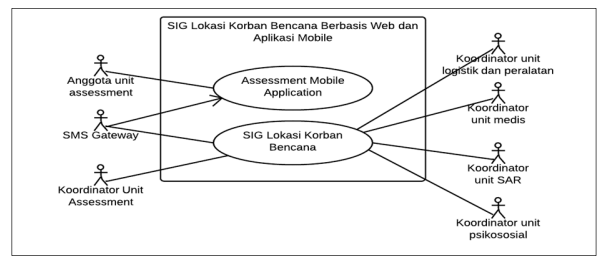 SIG Lokasi Korban Bencana Berbasis Web dan
Aplikasi Mobile
Anggota unit
assessment
SMS Gateway
Koordinator Unit
Assessment
Assessment Mobile
Application
SIG Lokasi Korban
Bencana
Koordinator unit
logistik dan peralatan
Koordinator
unit medis
Koordinator
unit SAR
Koordinator unit
psikososial